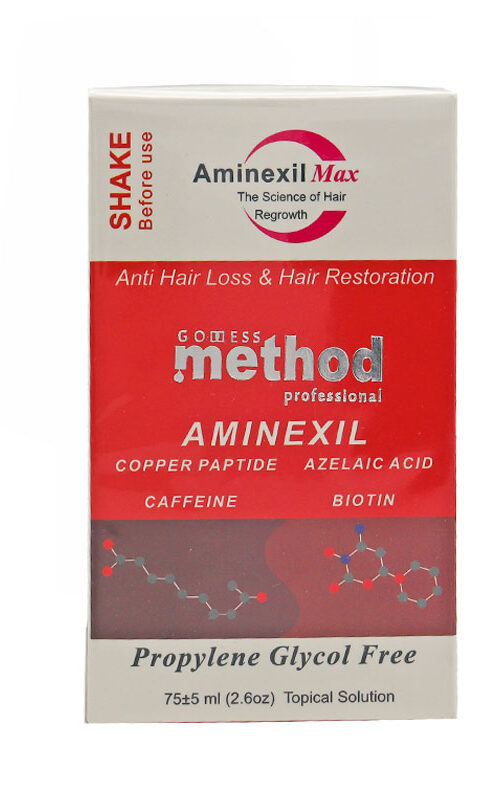 SHAKE
Before use
Aminexil Max
The Science of Hair
Regrowth
Anti Hair Loss & Hair Restoration
GODDESS
method
professional
AMINEXIL
COPPER PAPTIDE AZELAIC ACID
CAFFEINE BIOTIN
Propylene Glycol Free
75±5 ml (2.6oz) Topical Solution